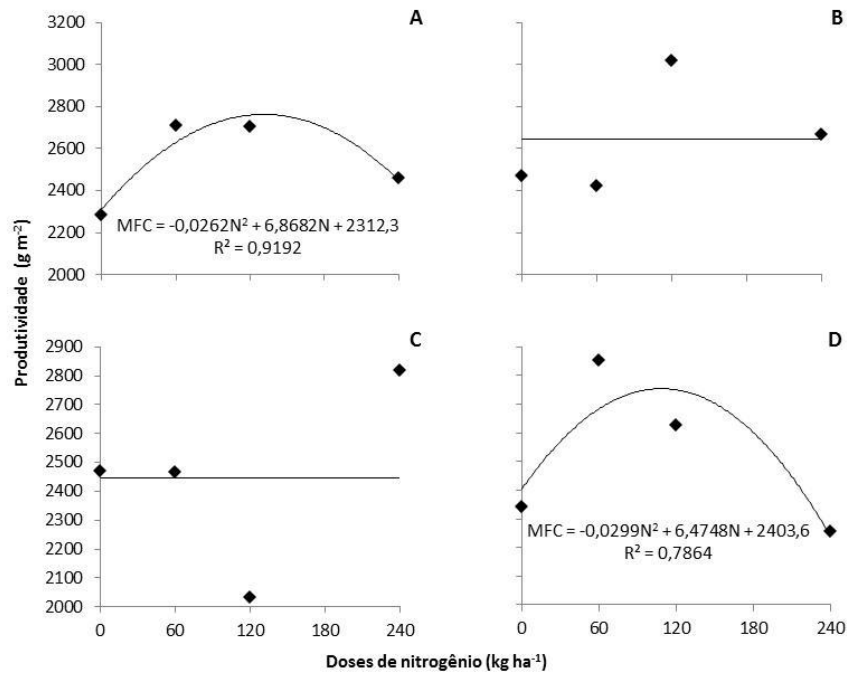 A
B
3200
3000
2800
2600
2400
2200
2000
MFC = -0,0262N² + 6,8682N + 2312,3
R² = 0,9192
Produtividade (g m⁻²)
C
D
2900
2800
2700
2600
2500
2400
2300
2200
2100
2000
MFC = -0,0299N² + 6,4748N + 2403,6
R² = 0,7864
0 60 120 180 240
0 60 120 180 240
Doses de nitrogênio (kg ha⁻¹)